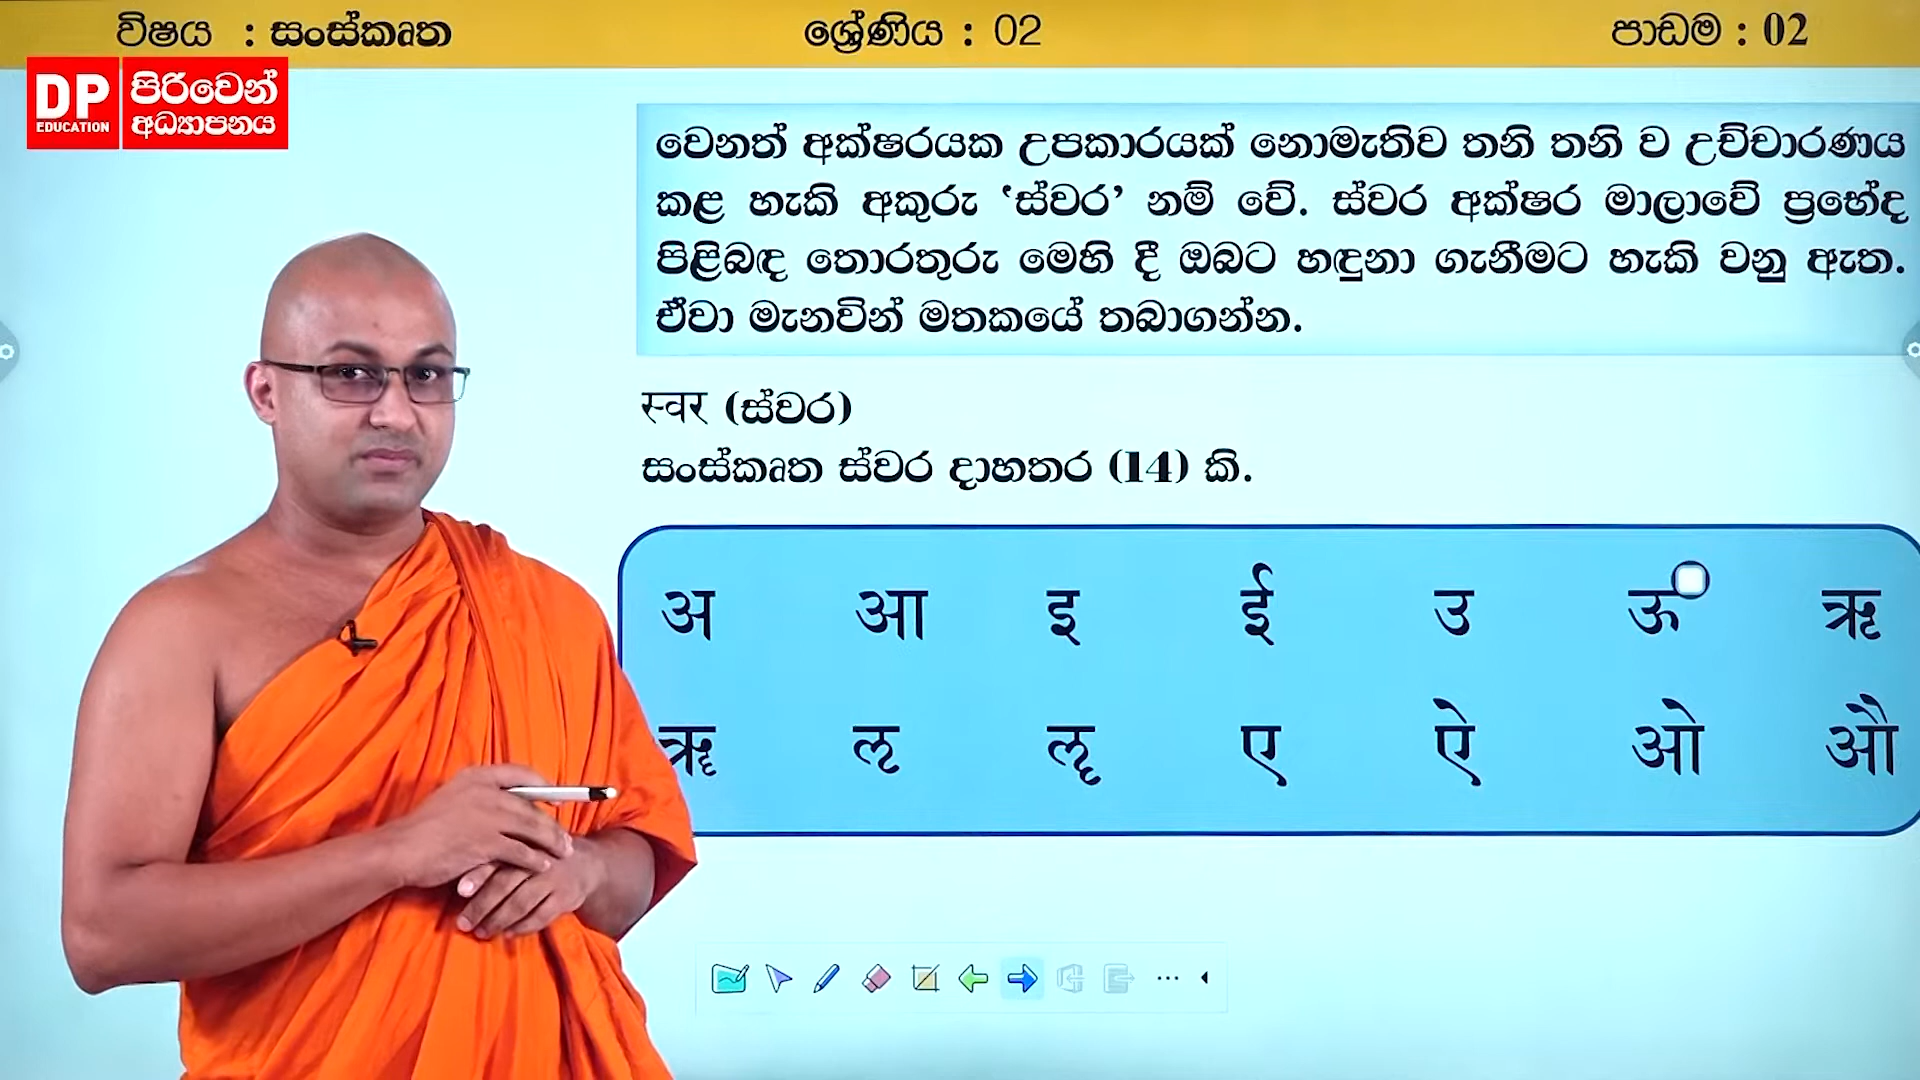 විෂය : සංස්කෘත ශ්‍රේණිය : 02 පාඩම : 02
DP EDUCATION පිරිවෙන් අධ්‍යාපනය
වෙනත් අක්ෂරයක උපකාරයක් නොමැතිව තනි තනි ව උච්චාරණය
කළ හැකි අකුරු ‘ස්වර’ නම් වේ. ස්වර අක්ෂර මාලාවේ ප්‍රභේද
පිළිබඳ තොරතුරු මෙහි දී ඔබට හඳුනා ගැනීමට හැකි වනු ඇත.
ඒවා මැනවින් මතකයේ තබාගන්න.
स्वर (ස්වර)
සංස්කෘත ස්වර දාහතර (14) කි.
अ आ इ ई उ ऊ ऋ
ॠ ऌ ॡ ए ऐ ओ औ